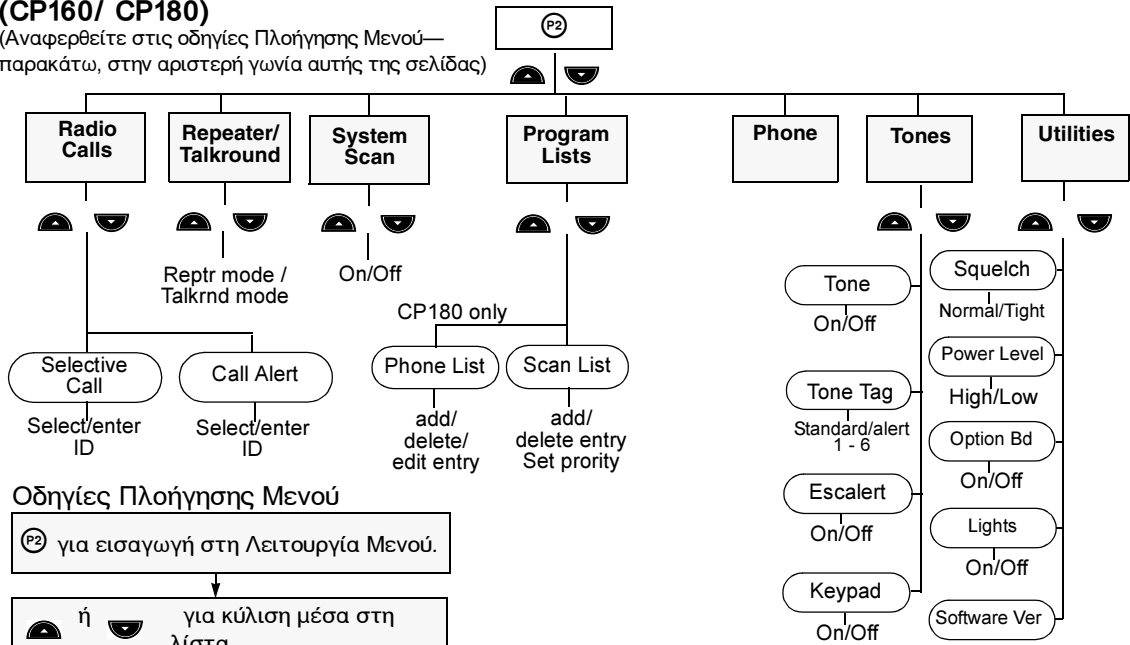 (CP160/ CP180)
(Αναφερθείτε στις οδηγίες Πλοήγησης Μενού—
παρακάτω, στην αριστερή γωνία αυτής της σελίδας)
P2
Radio
Calls
Repeater/
Talkround
System
Scan
Program
Lists
Phone
Tones
Utilities
Reptr mode /
Talkrnd mode
On/Off
CP180 only
Selective
Call
Select/enter
ID
Call Alert
Select/enter
ID
Phone List
add/
delete/
edit entry
Scan List
add/
delete entry
Set prority
Tone
On/Off
Tone Tag
Standard/alert
1 - 6
Escalert
On/Off
Keypad
On/Off
Squelch
Normal/Tight
Power Level
High/Low
Option Bd
On/Off
Lights
On/Off
Software Ver
Οδηγίες Πλοήγησης Μενού
P2 για εισαγωγή στη Λειτουργία Μενού.
ή για κύλιση μέσα στη
λίστα